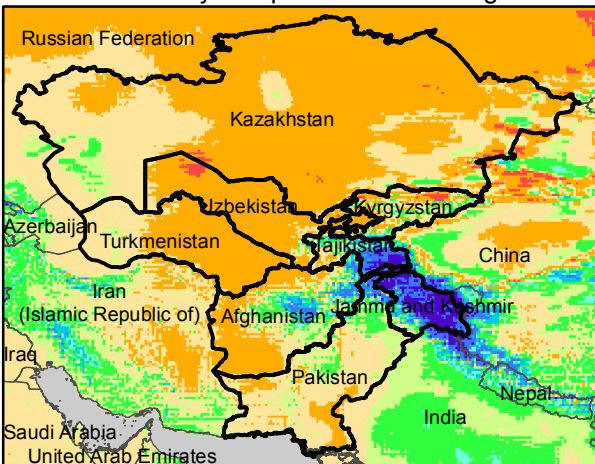 Russian Federation
Kazakhstan
Uzbekistan
Kyrgyzstan
Azerbaijan
Turkmenistan
Tajikistan
China
Iran
(Islamic Republic of)
Afghanistan
Jammu and Kashmir
Iraq
Pakistan
Nepal
India
Saudi Arabia
United Arab Emirates